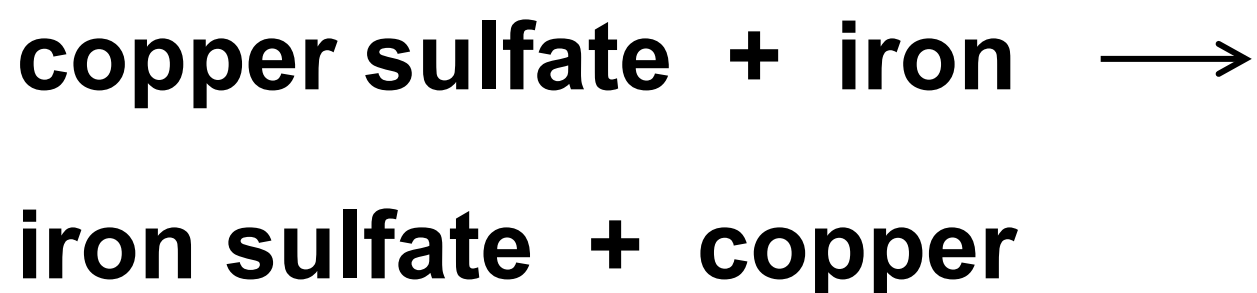 copper sulfate + iron ⟶
iron sulfate + copper